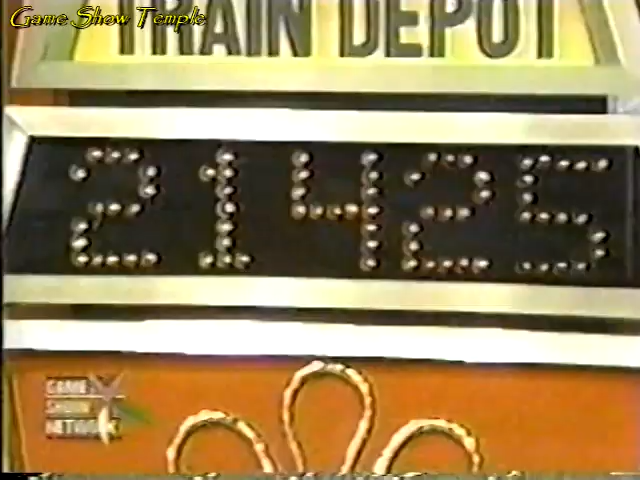 Game Show Temple
TRAIN DEPOT
21425
GAME
SHOW
NETWORK